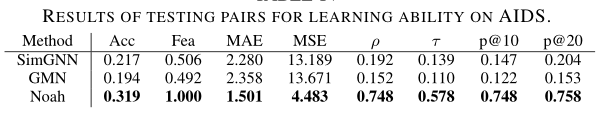 RESULTS OF TESTING PAIRS FOR LEARNING ABILITY ON AIDS.
Method Acc Fea MAE MSE ρ τ p@10 p@20
SimGNN 0.217 0.506 2.280 13.189 0.192 0.139 0.147 0.204
GMN 0.194 0.492 2.358 13.671 0.152 0.110 0.122 0.153
Noah 0.319 1.000 1.501 4.483 0.748 0.578 0.748 0.758